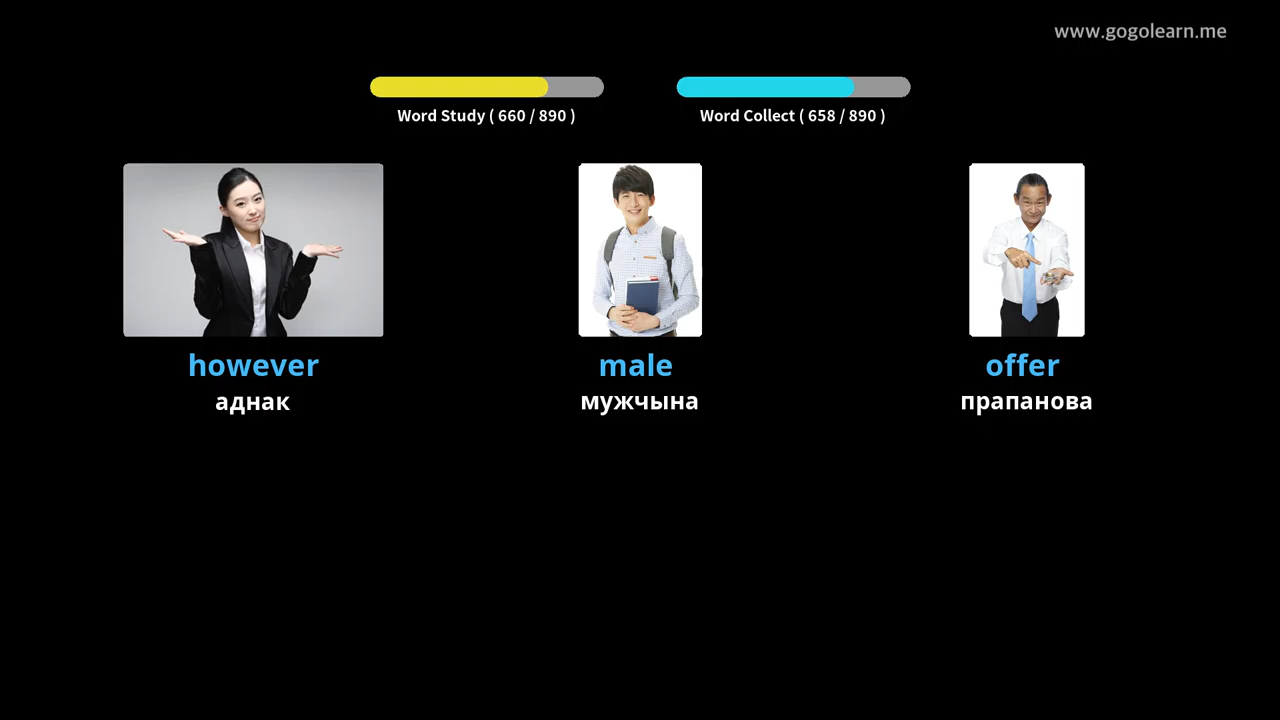 www.gogolearn.me
Word Study ( 660 / 890 )
Word Collect ( 658 / 890 )
however
male
offer
аднак
мужчына
прапанова